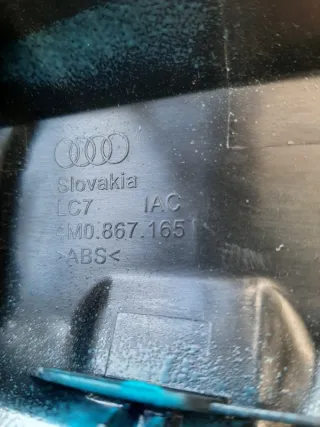 Slovakia
LC7 IAC
4M0.867.165
>ABS<